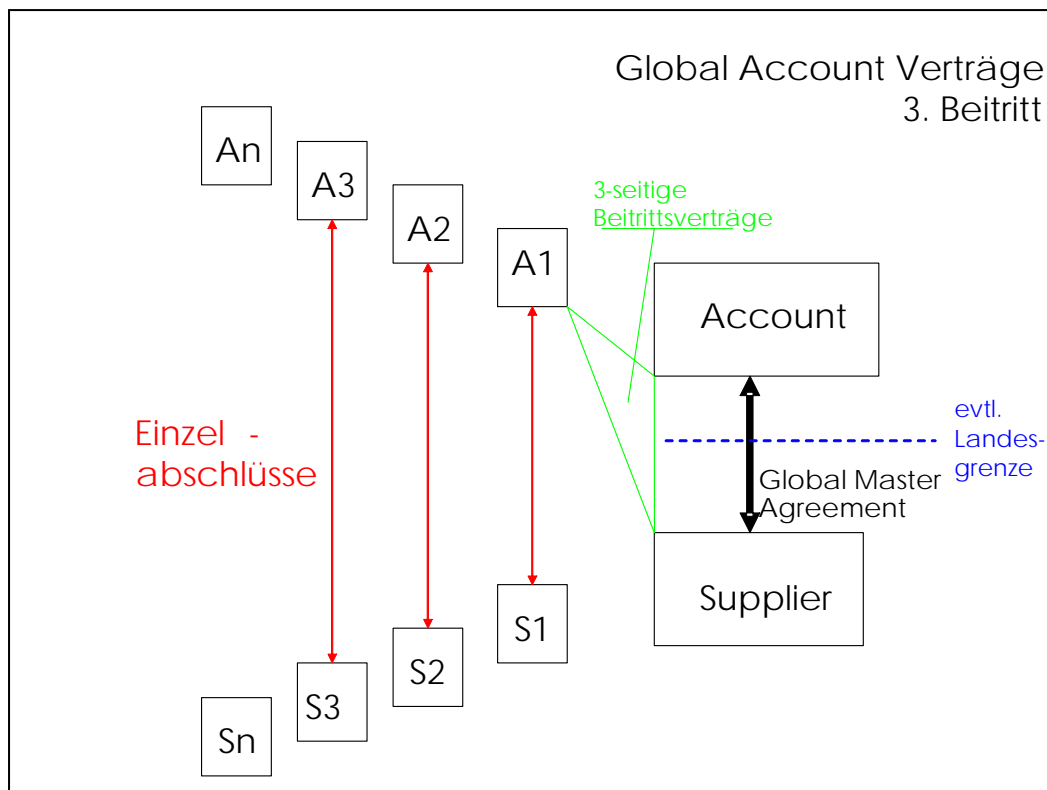 Global Account Verträge
3. Beitritt
An
A3
A2
A1
3-seitige
Beitrittsverträge
Account
Einzel -
abschlüsse
evtl.
Landes-
grenze
Global Master
Agreement
Supplier
S1
S2
S3
Sn